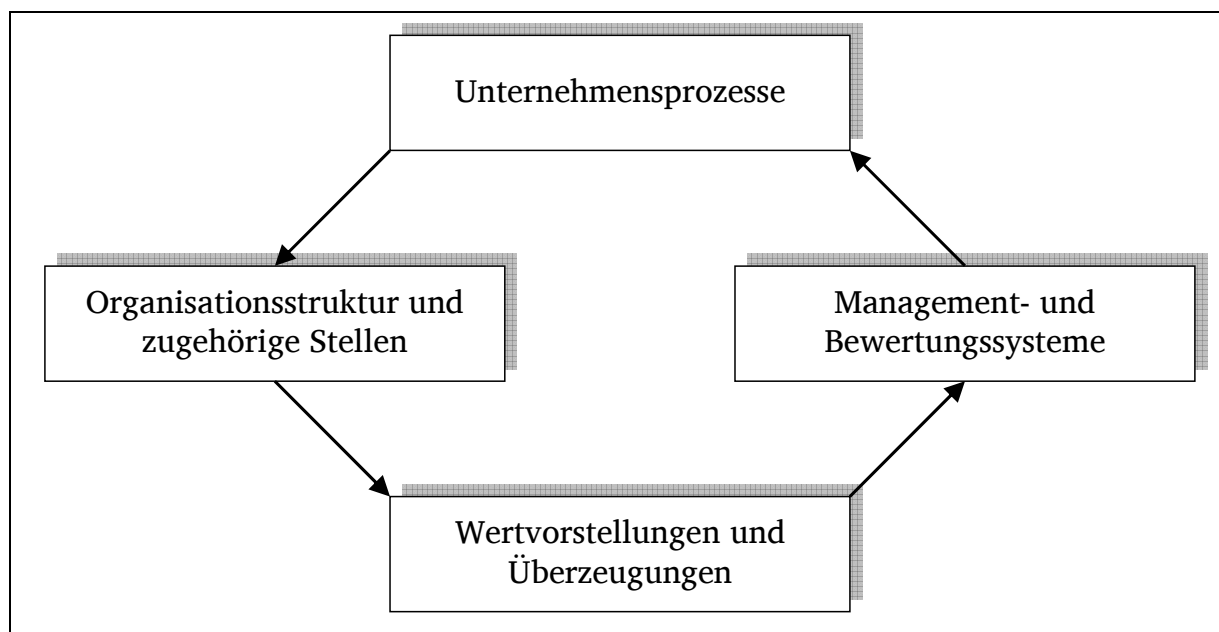 Unternehmensprozesse
Organisationsstruktur und
zugehörige Stellen
Management- und
Bewertungssysteme
Wertvorstellungen und
Überzeugungen